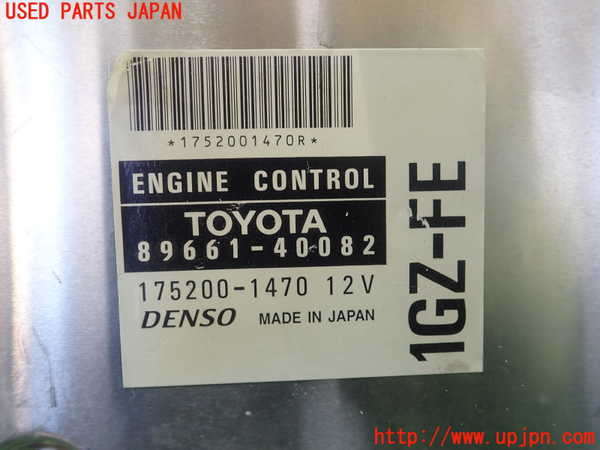 USED PARTS JAPAN
*1752001470R*
ENGINE CONTROL
TOYOTA
89661-40082
175200-1470 12V
DENSO MADE IN JAPAN
1GZ-FE
http://www.upjpn.com/